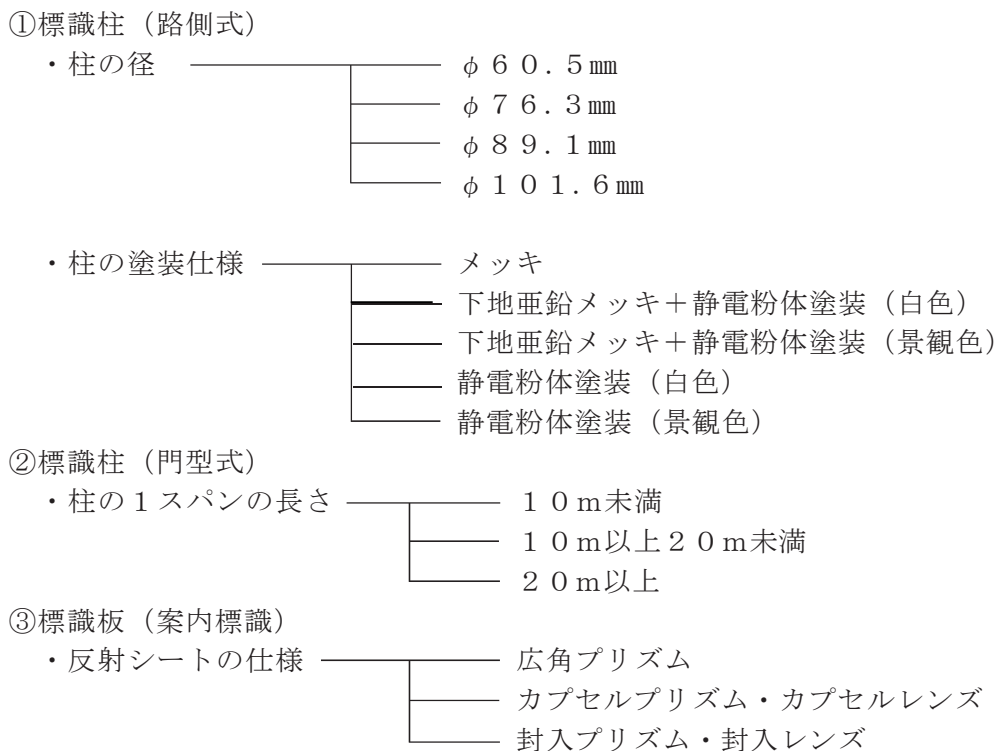 ①標識柱（路側式）
・柱の径 φ６０．５㎜
φ７６．３㎜
φ８９．１㎜
φ１０１．６㎜
・柱の塗装仕様 メッキ
下地亜鉛メッキ＋静電粉体塗装（白色）
下地亜鉛メッキ＋静電粉体塗装（景観色）
静電粉体塗装（白色）
静電粉体塗装（景観色）
②標識柱（門型式）
・柱の１スパンの長さ １０ｍ未満
１０ｍ以上２０ｍ未満
２０ｍ以上
③標識板（案内標識）
・反射シートの仕様 広角プリズム
カプセルプリズム・カプセルレンズ
封入プリズム・封入レンズ